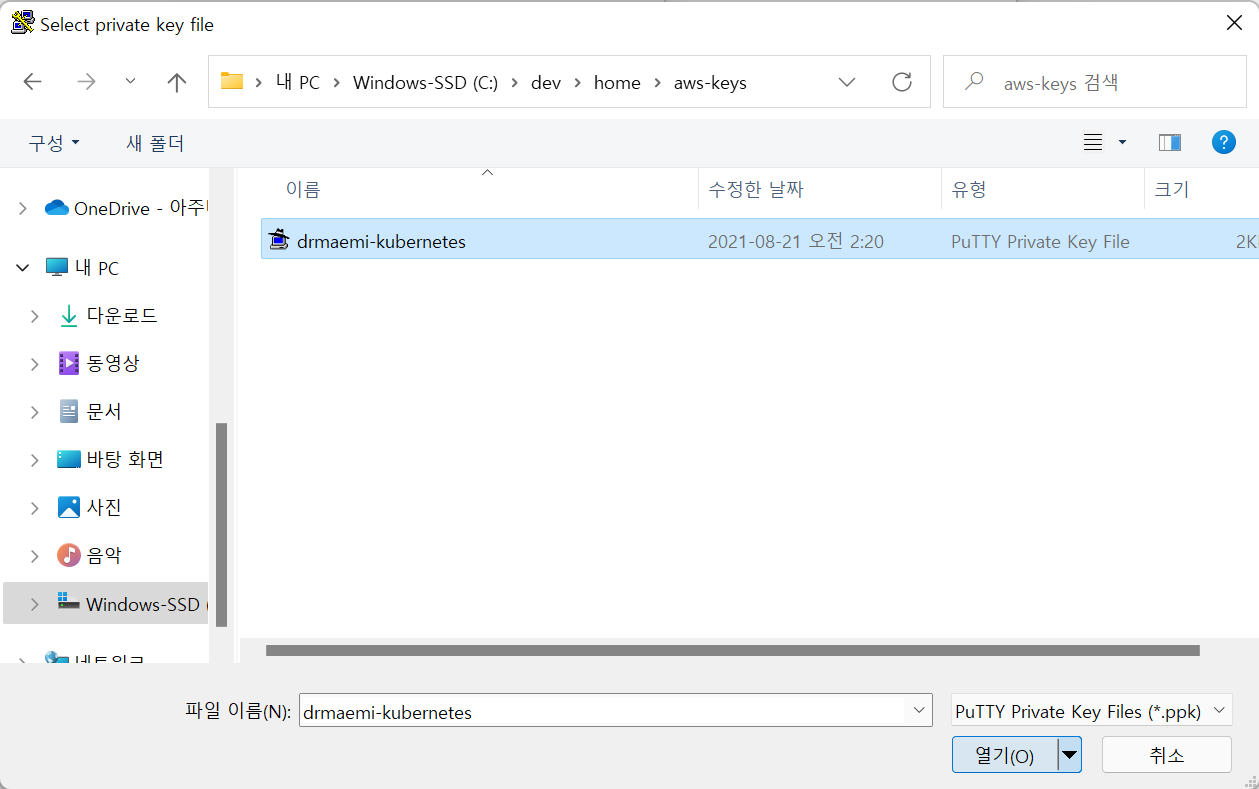 Select private key file
내 PC > Windows-SSD (C:) > dev > home > aws-keys
aws-keys 검색
구성
새 폴더
이름 수정한 날짜 유형 크기
OneDrive - 아주
내 PC
다운로드
동영상
문서
바탕 화면
사진
음악
Windows-SSD (
네트워크
drmaemi-kubernetes 2021-08-21 오전 2:20 PuTTY Private Key File 2K
파일 이름(N): drmaemi-kubernetes
PuTTY Private Key Files (*.ppk)
열기(O)
취소